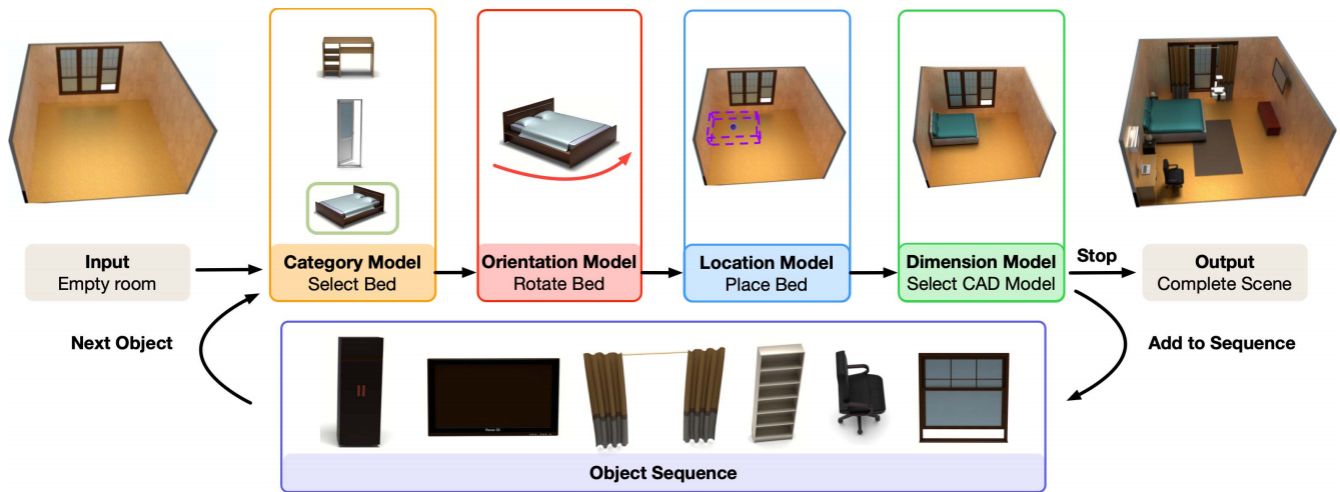 Input
Empty room
Category Model
Select Bed
Orientation Model
Rotate Bed
Location Model
Place Bed
Dimension Model
Select CAD Model
Stop
Output
Complete Scene
Next Object
Add to Sequence
Object Sequence